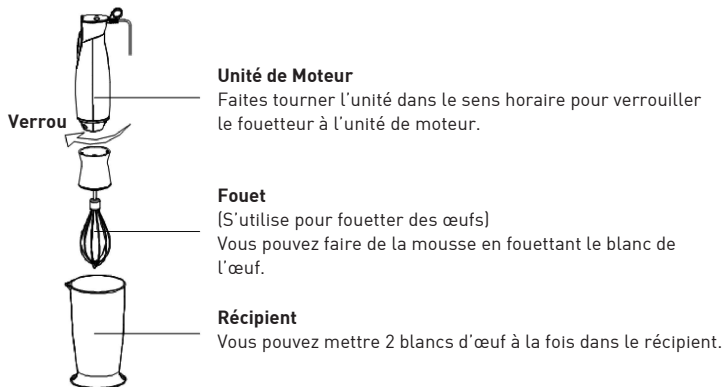 Unité de Moteur
Faites tourner l’unité dans le sens horaire pour verrouiller
le fouetteur à l’unité de moteur.
Verrou
Fouet
(S’utilise pour fouetter des œufs)
Vous pouvez faire de la mousse en fouettant le blanc de
l’œuf.
Récipient
Vous pouvez mettre 2 blancs d’œuf à la fois dans le récipient.